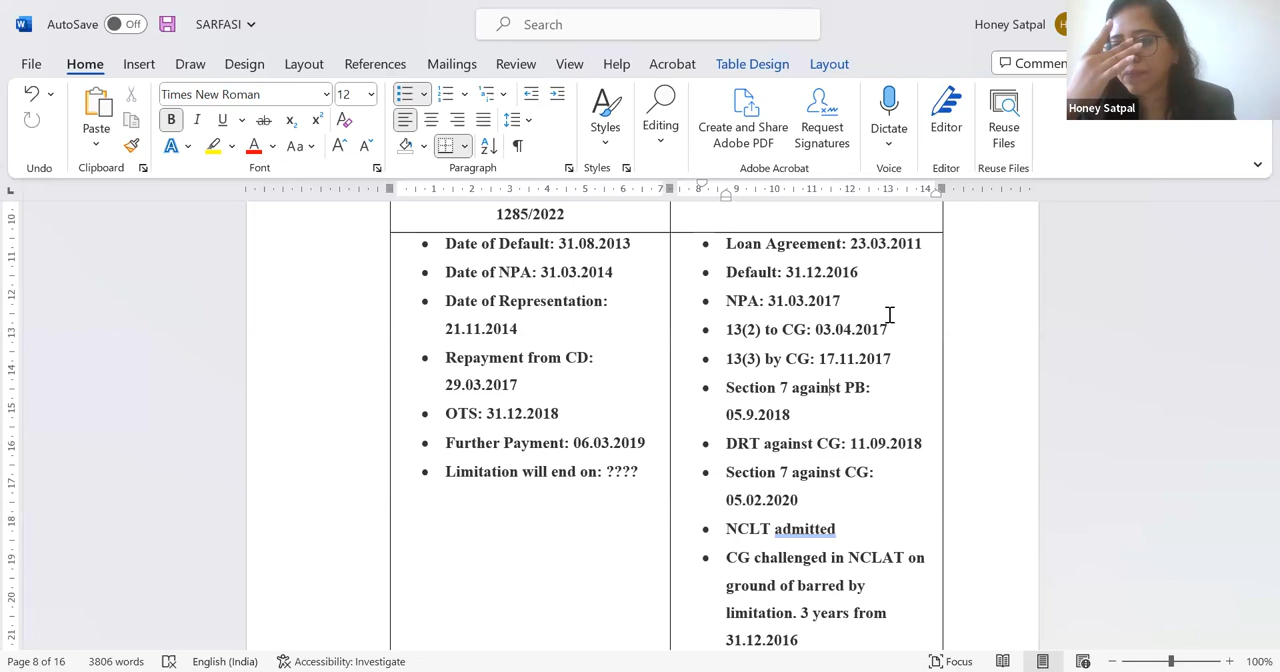 AutoSave Off SARFASI Search Honey Satpal H
File Home Insert Draw Design Layout References Mailings Review View Help Acrobat Table Design Layout Commen
Times New Roman 12
Paste Styles Editing Create and Share Adobe PDF Request Signatures Dictate Editor Reuse Files
Undo Clipboard Font Paragraph Styles Adobe Acrobat Voice Editor Reuse Files
Honey Satpal
1285/2022
• Date of Default: 31.08.2013
• Date of NPA: 31.03.2014
• Date of Representation:
21.11.2014
• Repayment from CD:
29.03.2017
• OTS: 31.12.2018
• Further Payment: 06.03.2019
• Limitation will end on: ????
• Loan Agreement: 23.03.2011
• Default: 31.12.2016
• NPA: 31.03.2017
• 13(2) to CG: 03.04.2017
• 13(3) by CG: 17.11.2017
• Section 7 against PB:
05.9.2018
• DRT against CG: 11.09.2018
• Section 7 against CG:
05.02.2020
• NCLT admitted
• CG challenged in NCLAT on
ground of barred by
limitation. 3 years from
31.12.2016
Page 8 of 16 3806 words English (India) Accessibility: Investigate Focus 100%